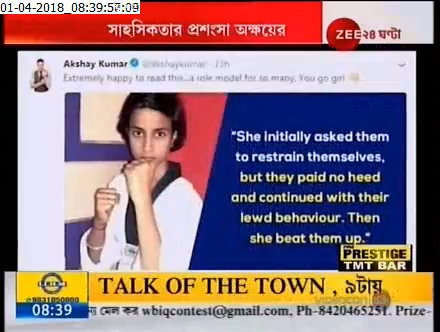 01-04-2018_08:39:57:09
সাহসিকতার প্রশংসা অক্ষয়ের
ZEE ২৪ ঘণ্টা
Akshay Kumar @akshaykumar · 23h
Extremely happy to read this...a role model for so many. You go girl
"She initially asked them
to restrain themselves,
but they paid no heed
and continued with their
lewd behaviour. Then
she beat them up."
PRESTIGE
TMT BAR
TALK OF THE TOWN , ৯টায়
08:39
মেল কর wbiqcontest@gmail.com, Ph-8420465251. Prize-